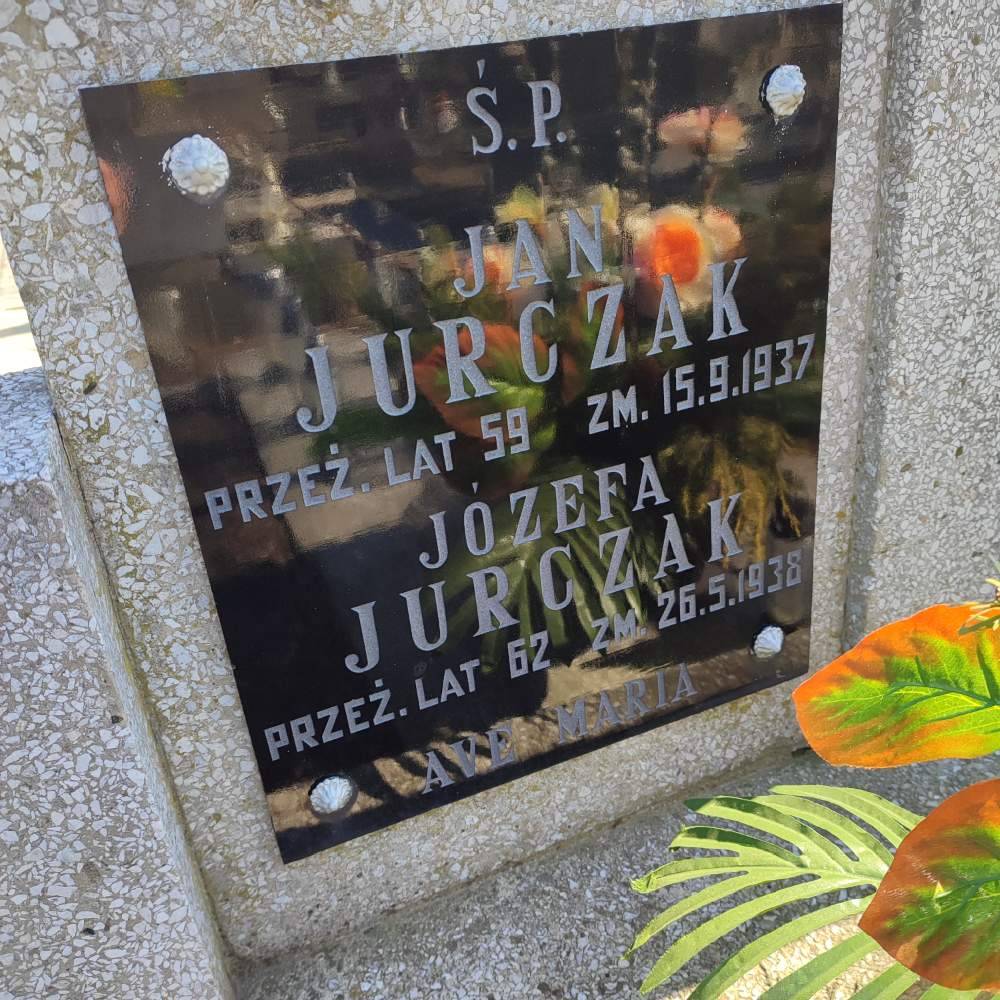 Ś. P.
JAN
JURCZAK
PRZEŻ. LAT 59 ZM. 15.9.1937
JÓZEFA
JURCZAK
PRZEŻ. LAT 62 ZM. 26.5.1938
AVE MARIA